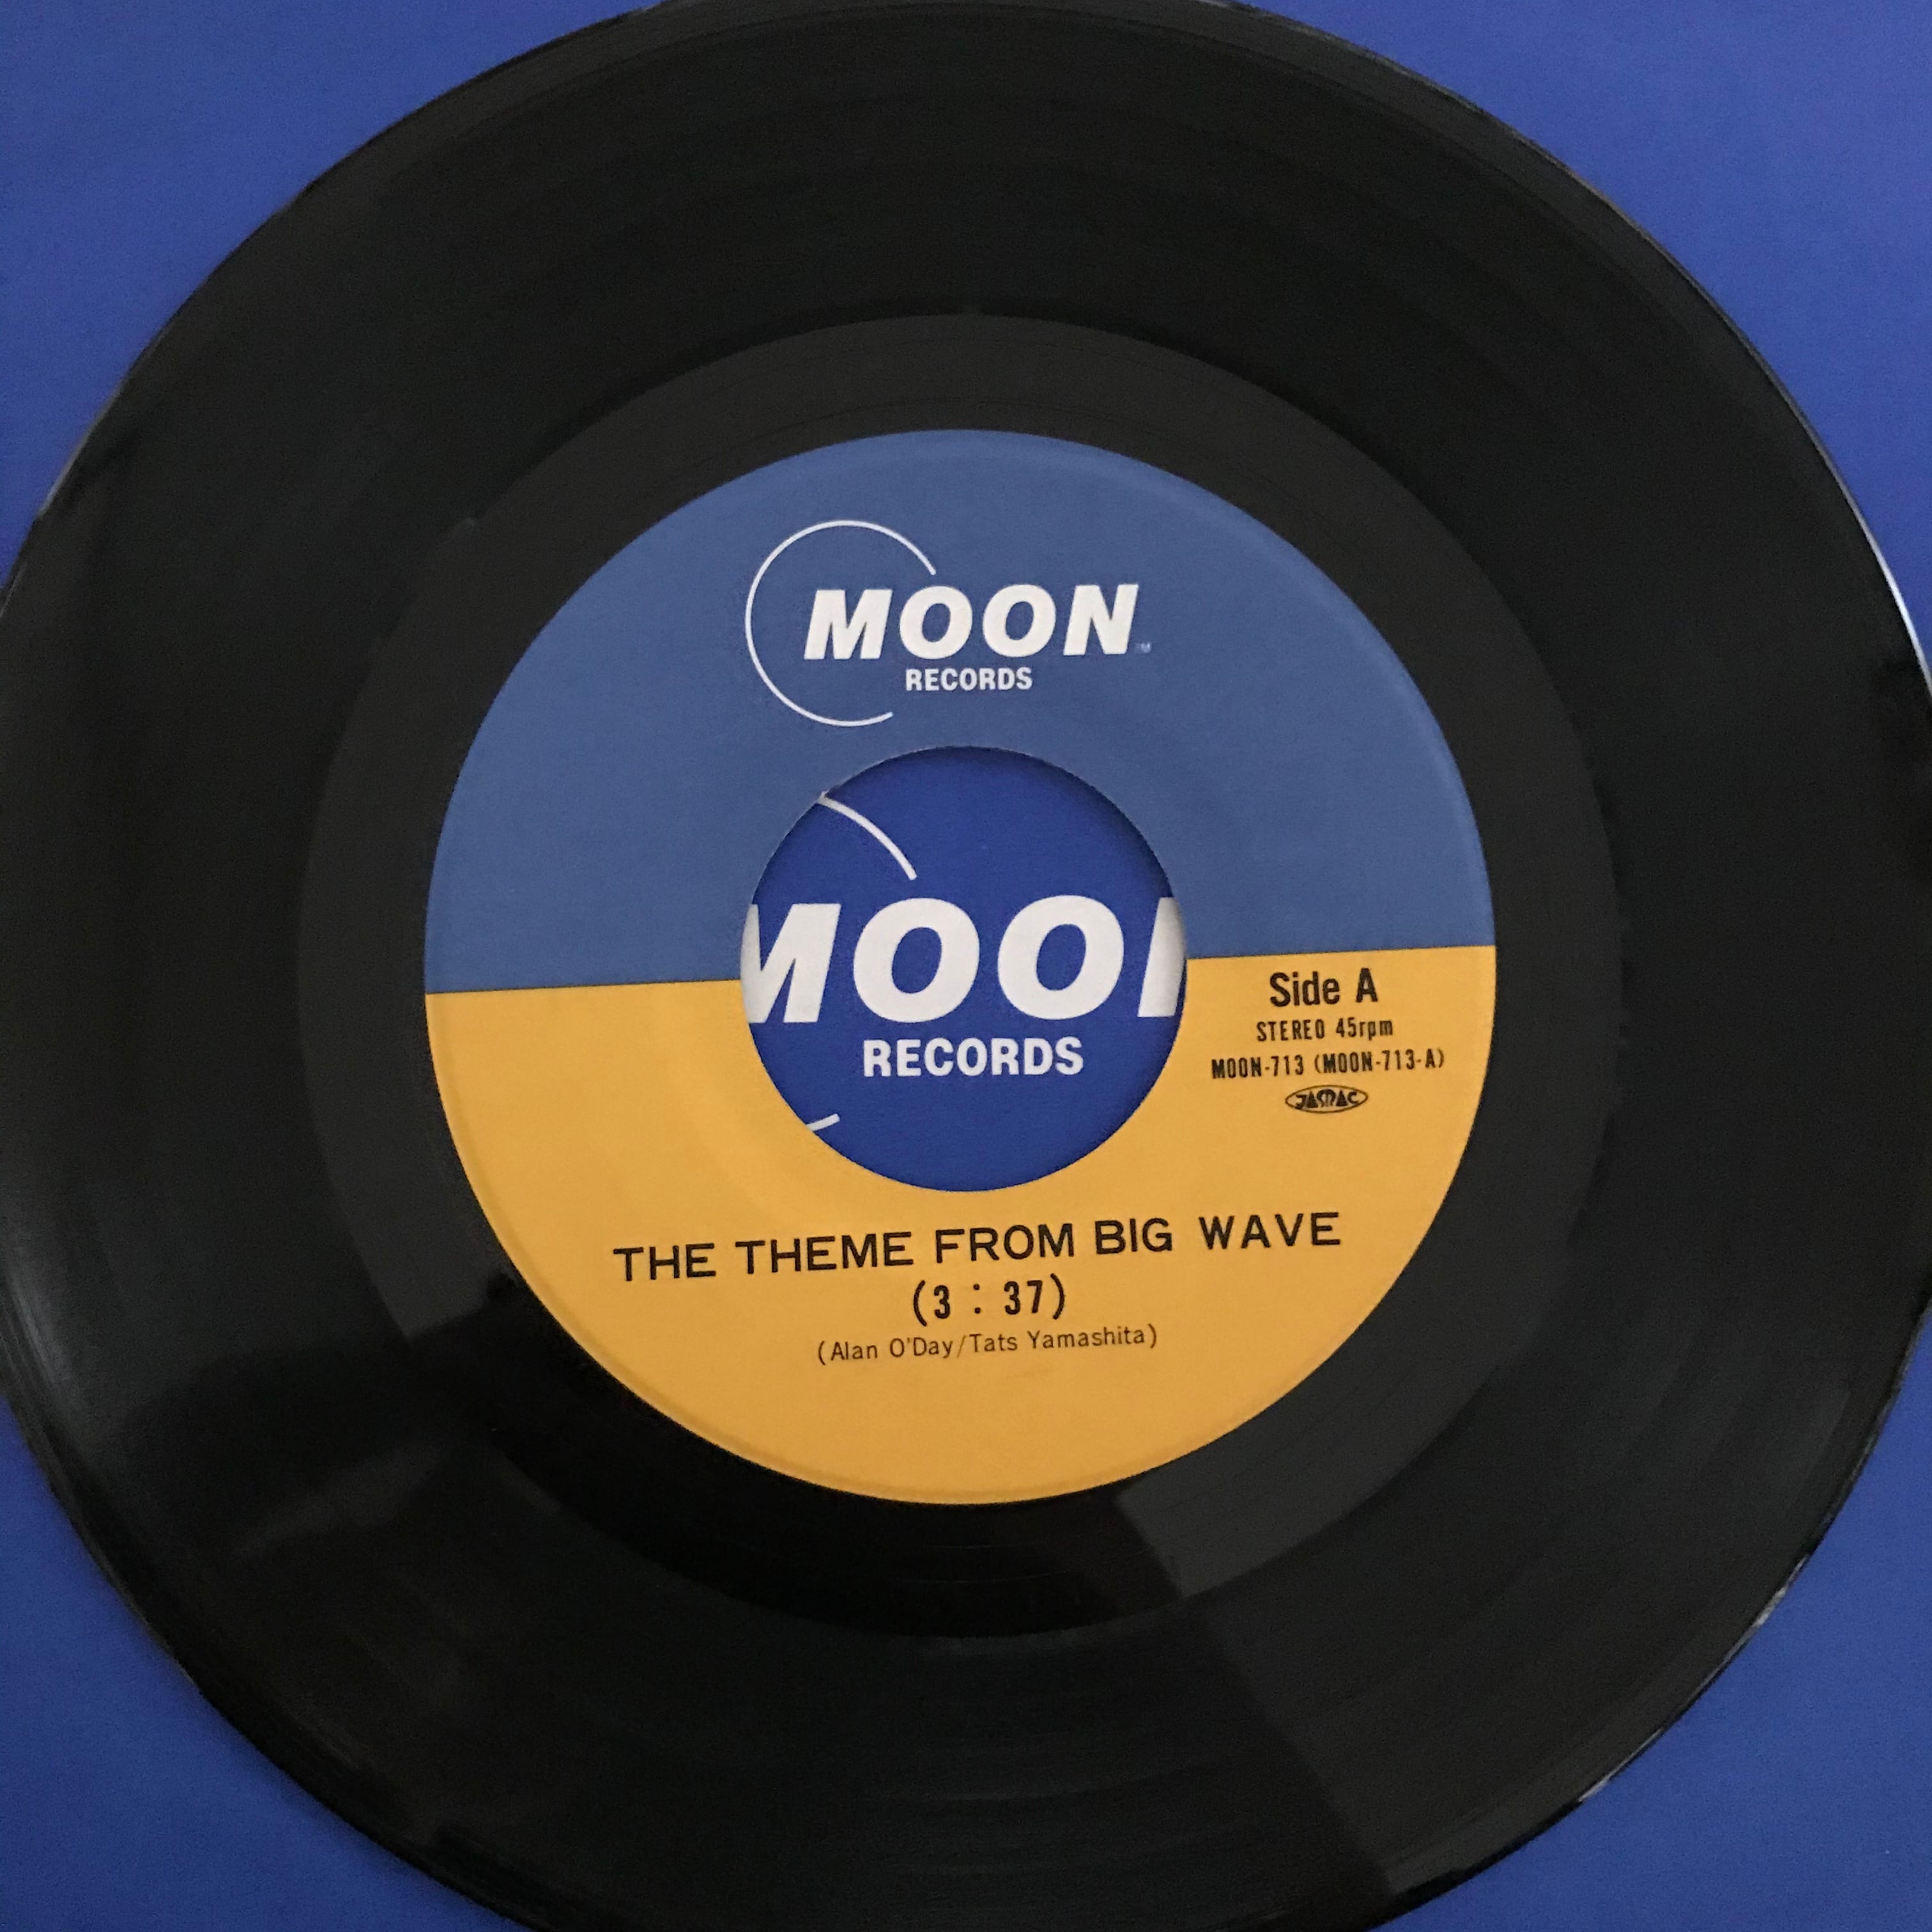 MOON
RECORDS
MOON
RECORDS
Side A
STEREO 45rpm
MOON-713 (MOON-713-A)
JASRAC
THE THEME FROM BIG WAVE
(3 : 37)
(Alan O'Day/Tats Yamashita)